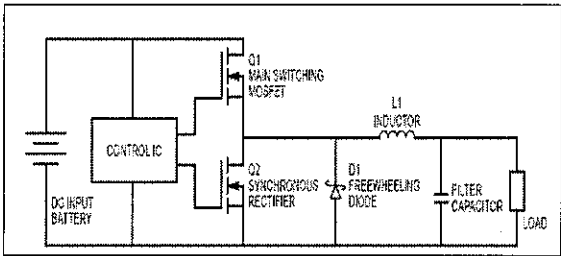 Q1
MAIN SWITCHING
MOSFET
L1
INDUCTOR
CONTROL IC
Q2
SYNCHRONOUS
RECTIFIER
D1
FREEWHEELING
DIODE
FILTER
CAPACITOR
LOAD
DC INPUT
BATTERY